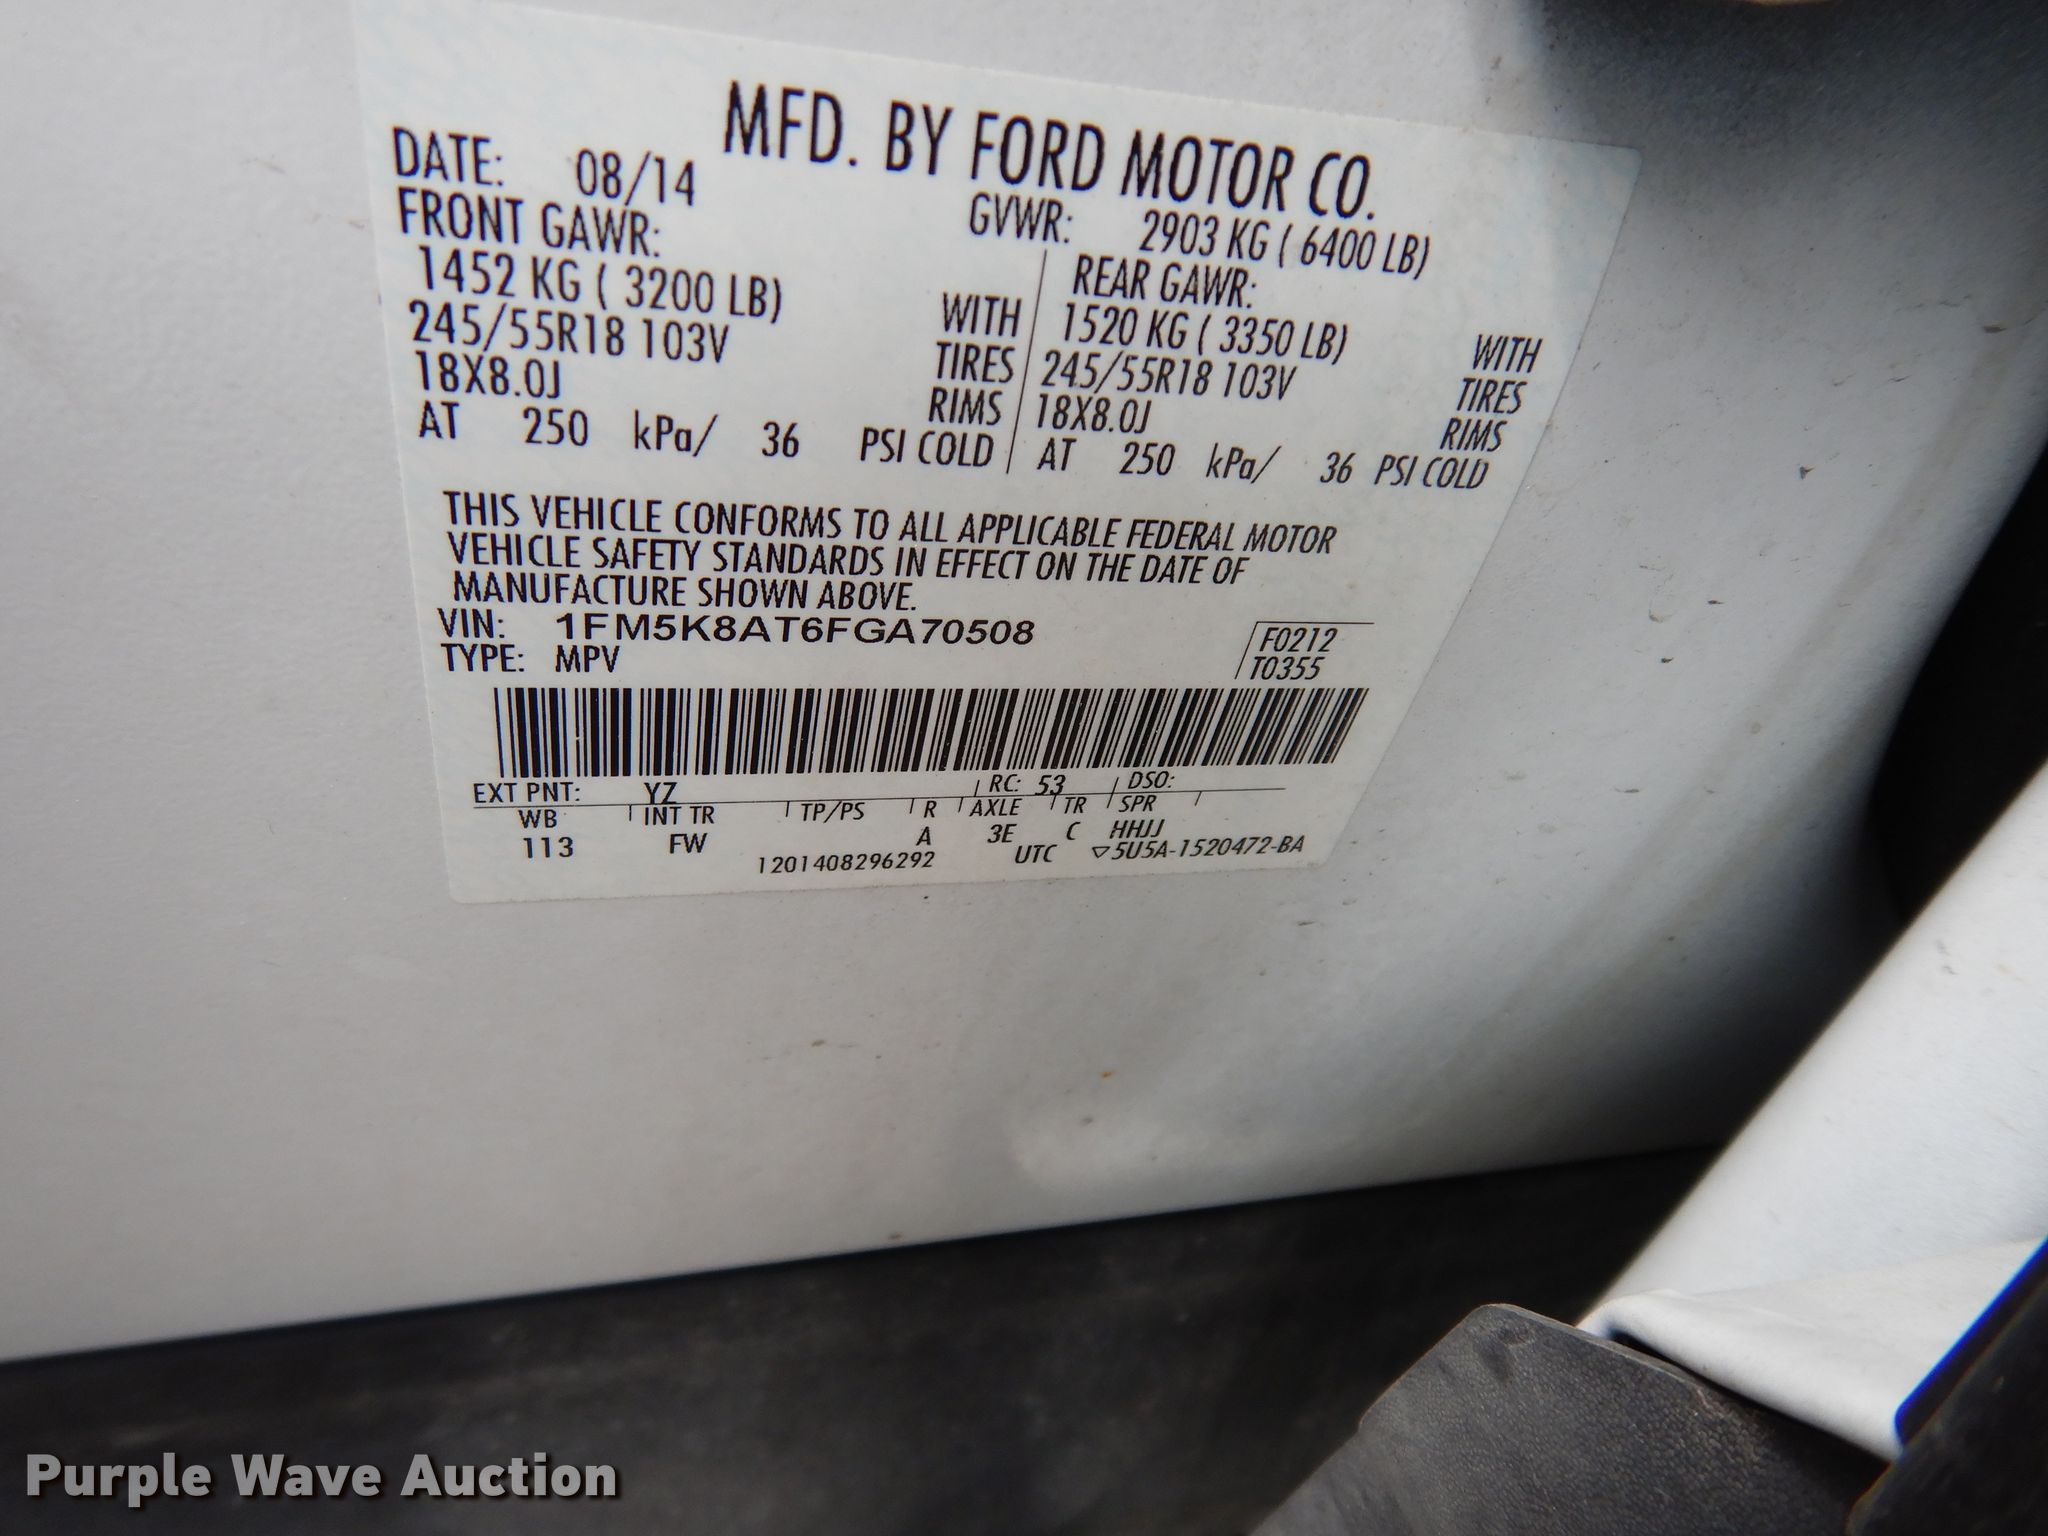 MFD. BY FORD MOTOR CO.
DATE: 08/14 GVWR: 2903 KG ( 6400 LB)
FRONT GAWR: REAR GAWR:
1452 KG ( 3200 LB) WITH 1520 KG ( 3350 LB) WITH
245/55R18 103V TIRES 245/55R18 103V TIRES
18X8.0J RIMS 18X8.0J RIMS
AT 250 kPa/ 36 PSI COLD AT 250 kPa/ 36 PSI COLD
THIS VEHICLE CONFORMS TO ALL APPLICABLE FEDERAL MOTOR
VEHICLE SAFETY STANDARDS IN EFFECT ON THE DATE OF
MANUFACTURE SHOWN ABOVE.
VIN: 1FM5K8AT6FGA70508 F0212
TYPE: MPV T0355
EXT PNT: YZ RC: 53 DSO:
WB INT TR TP/PS R AXLE TR SPR
113 FW A 3E C HHJJ
1201408296292 UTC ▽5U5A-1520472-BA
Purple Wave Auction